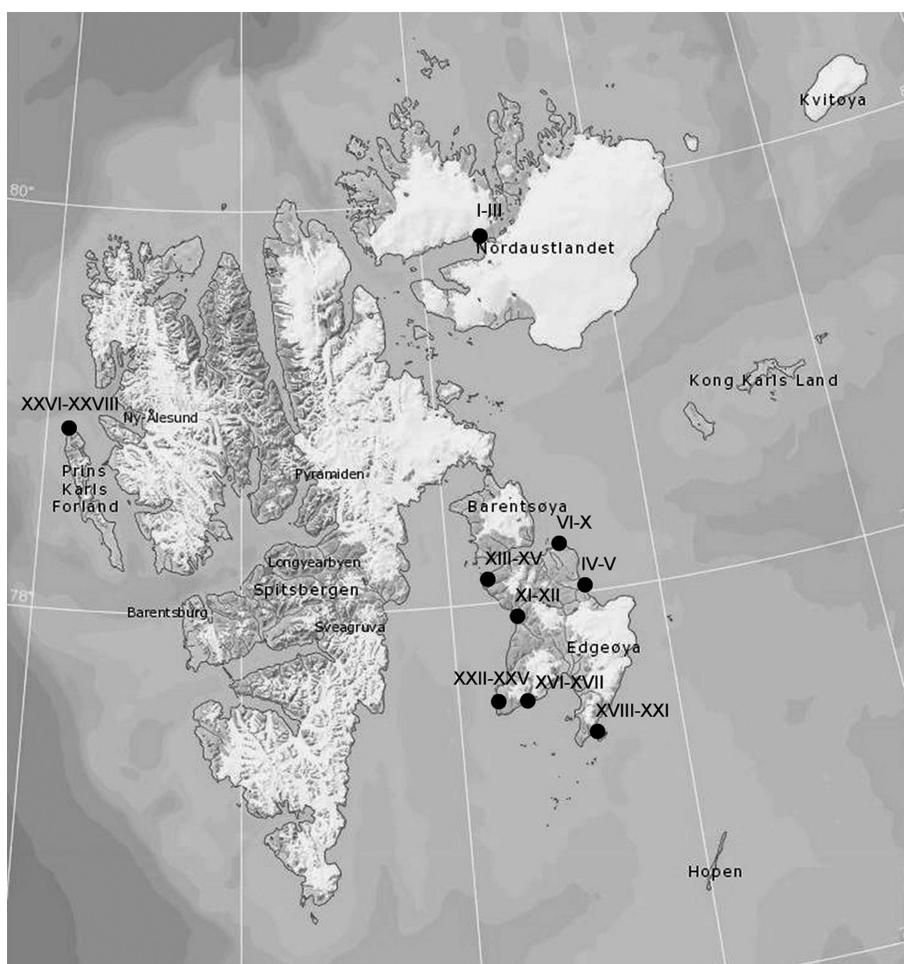 Kvitøya
8
80°
I-III
Nordaustlandet
Kong Karls Land
XXVI-XXVIII
Ny-Ålesund
Prins
Karls
Forland
Pyramiden
Barentsøya
VI-X
XIII-XV
IV-V
Longyearbyen
Spitsbergen
78°
XI-XII
Barentsburg
Sveagruva
Edgeøya
XXII-XXV
XVI-XVII
XVIII-XXI
Hopen